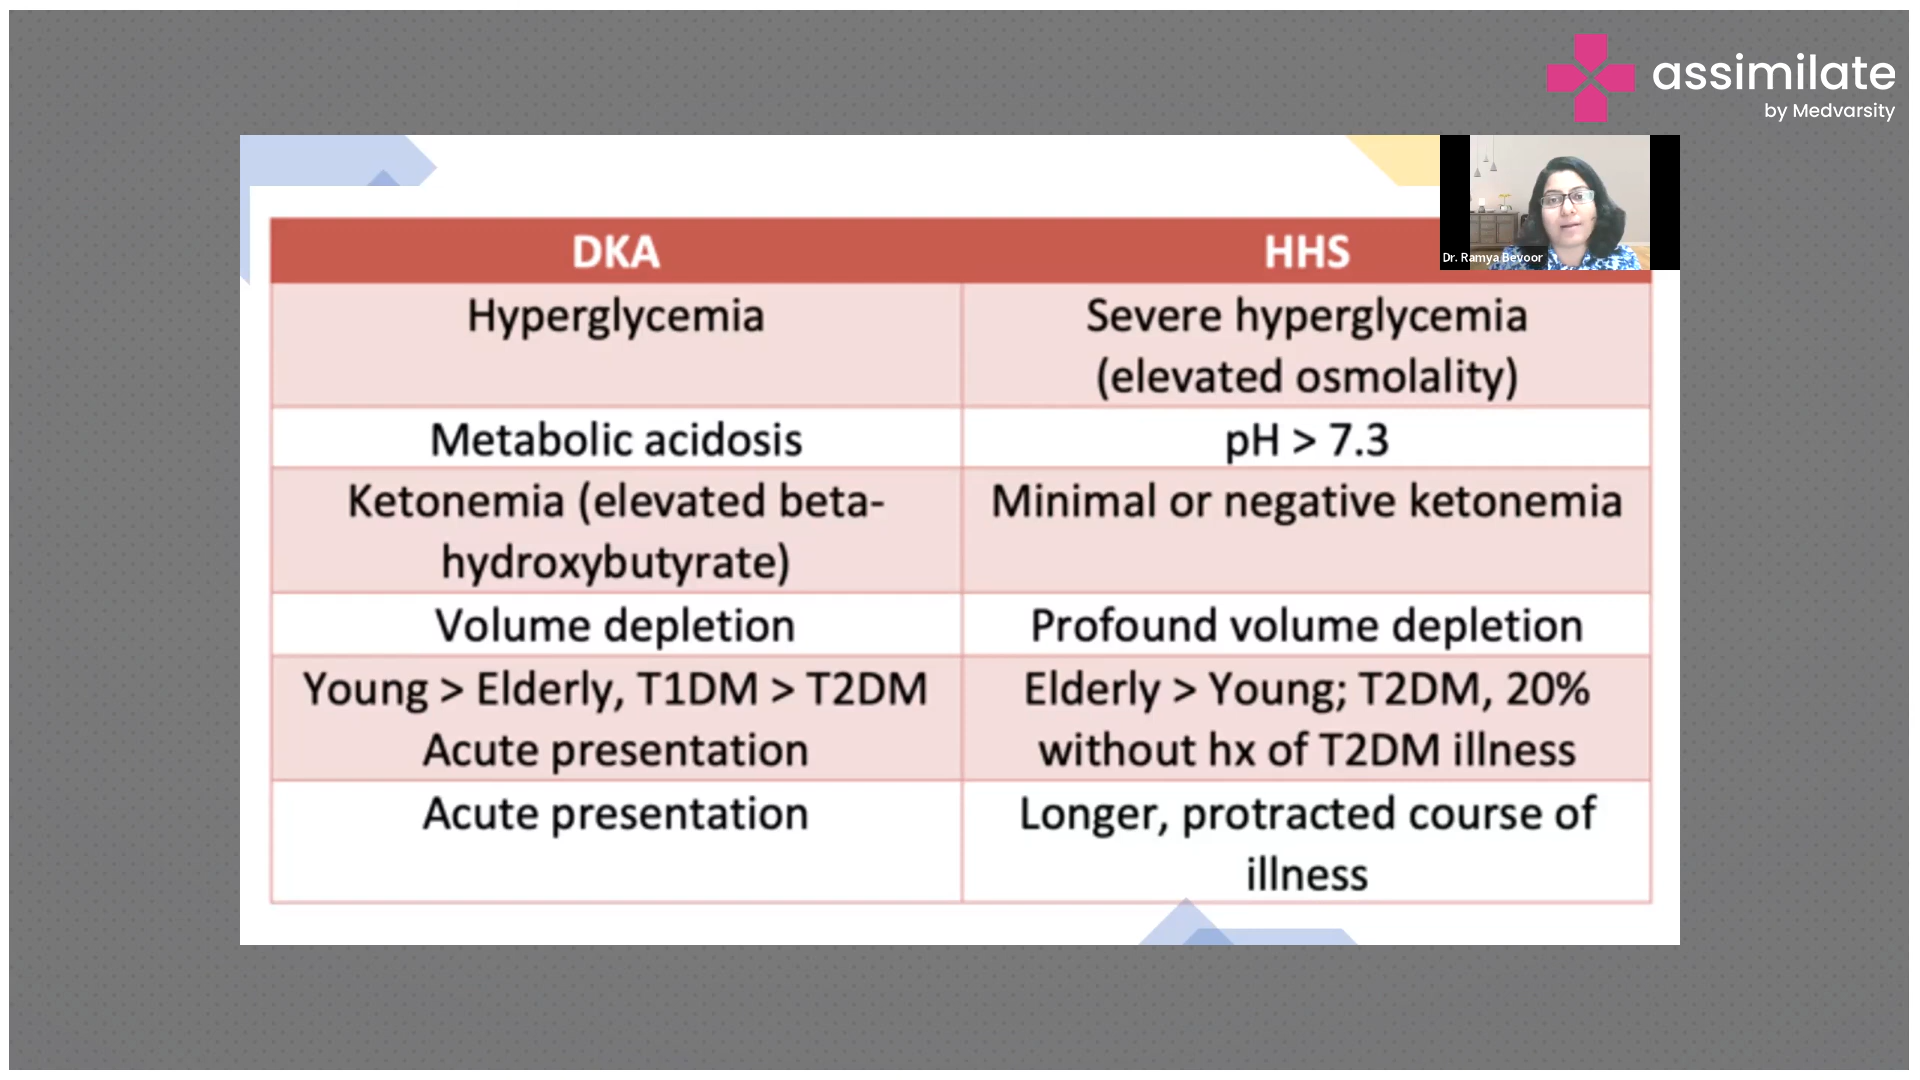 assimilate
by Medvarsity
Dr. Ramya Bevoor
DKA
HHS
Hyperglycemia
Severe hyperglycemia
(elevated osmolality)
Metabolic acidosis
pH > 7.3
Ketonemia (elevated beta-
hydroxybutyrate)
Minimal or negative ketonemia
Volume depletion
Profound volume depletion
Young > Elderly, T1DM > T2DM
Acute presentation
Elderly > Young; T2DM, 20%
without hx of T2DM illness
Acute presentation
Longer, protracted course of
illness